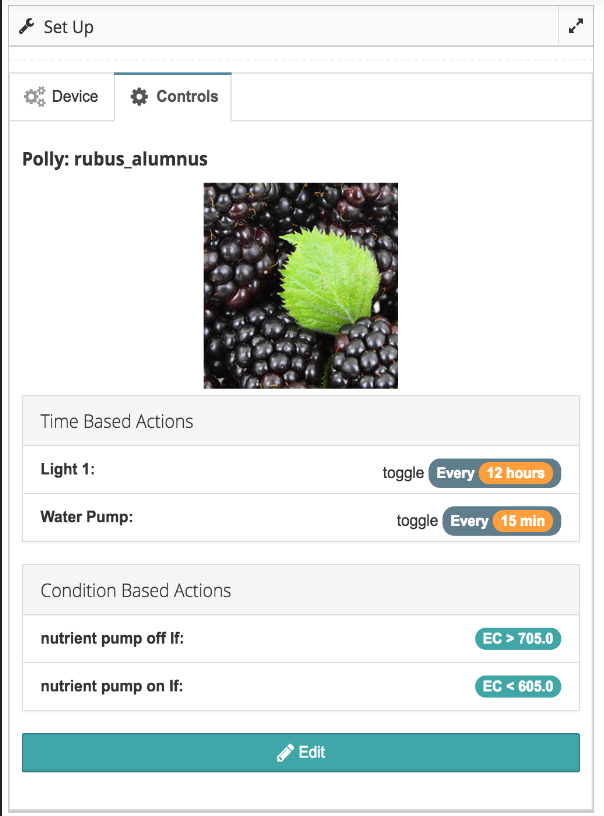 Set Up
Device Controls
Polly: rubus_alumnus
Time Based Actions
Light 1: toggle Every 12 hours
Water Pump: toggle Every 15 min
Condition Based Actions
nutrient pump off If: EC > 705.0
nutrient pump on If: EC < 605.0
Edit